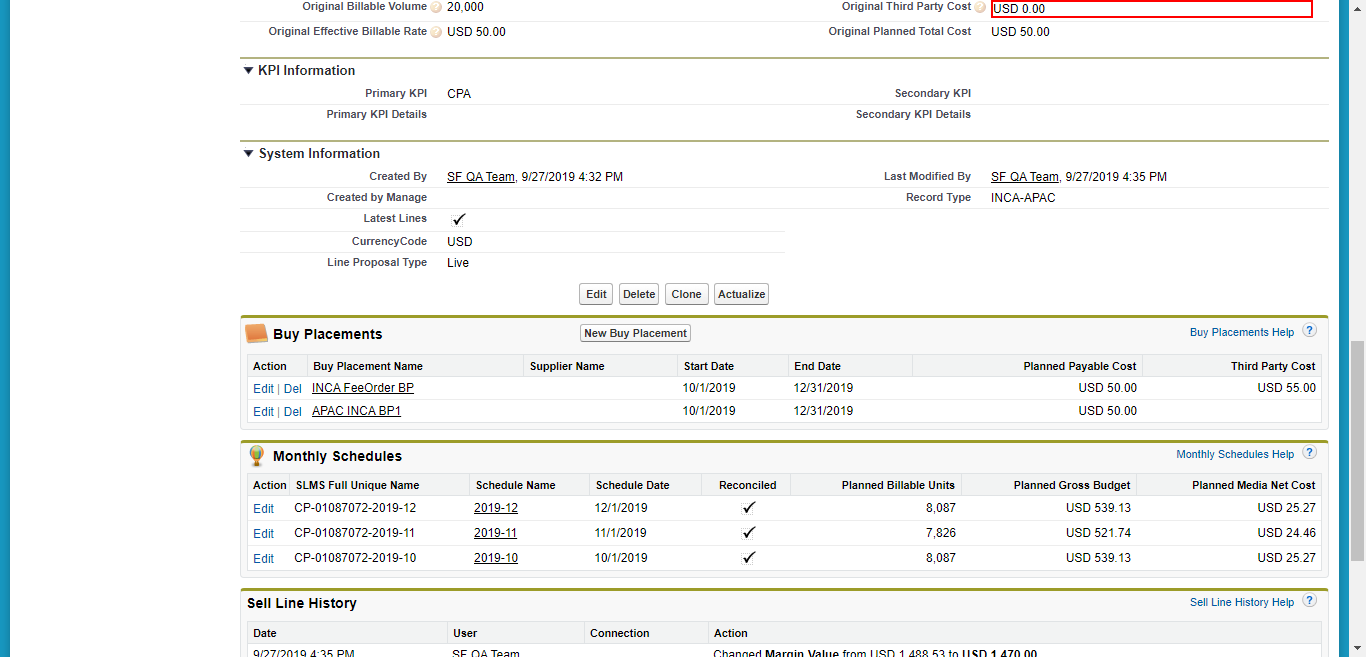 Original Billable Volume 20,000 Original Third Party Cost USD 0.00
Original Effective Billable Rate USD 50.00 Original Planned Total Cost USD 50.00
KPI Information
Primary KPI CPA Secondary KPI
Primary KPI Details Secondary KPI Details
System Information
Created By SF QA Team, 9/27/2019 4:32 PM Last Modified By SF QA Team, 9/27/2019 4:35 PM
Created by Manage Record Type INCA-APAC
Latest Lines
CurrencyCode USD
Line Proposal Type Live
Edit Delete Clone Actualize
Buy Placements New Buy Placement Buy Placements Help ?
Action Buy Placement Name Supplier Name Start Date End Date Planned Payable Cost Third Party Cost
Edit | Del INCA FeeOrder BP 10/1/2019 12/31/2019 USD 50.00 USD 55.00
Edit | Del APAC INCA BP1 10/1/2019 12/31/2019 USD 50.00
Monthly Schedules Monthly Schedules Help ?
Action SLMS Full Unique Name Schedule Name Schedule Date Reconciled Planned Billable Units Planned Gross Budget Planned Media Net Cost
Edit CP-01087072-2019-12 2019-12 12/1/2019 8,087 USD 539.13 USD 25.27
Edit CP-01087072-2019-11 2019-11 11/1/2019 7,826 USD 521.74 USD 24.46
Edit CP-01087072-2019-10 2019-10 10/1/2019 8,087 USD 539.13 USD 25.27
Sell Line History Sell Line History Help ?
Date User Connection Action
9/27/2019 4:35 PM SF QA Team Changed Margin Value from USD 1,488.53 to USD 1,470.00